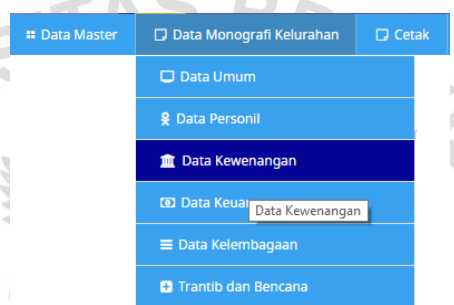 Data Master
Data Monografi Kelurahan
Cetak
Data Umum
Data Personil
Data Kewenangan
Data Keuan
Data Kewenangan
Data Kelembagaan
Trantib dan Bencana